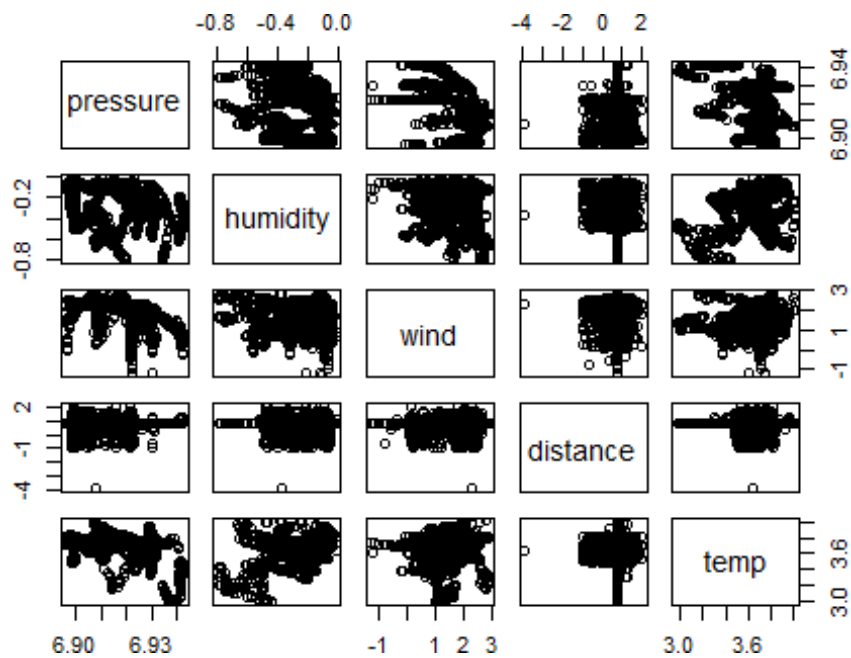 -0.8 -0.4 0.0
-4 -2 0 2
pressure
6.94
6.90
-0.2
-0.8
humidity
wind
3
1
-1
2
-1
-4
distance
temp
3.6
3.0
6.90 6.93
-1 1 2 3
3.0 3.6